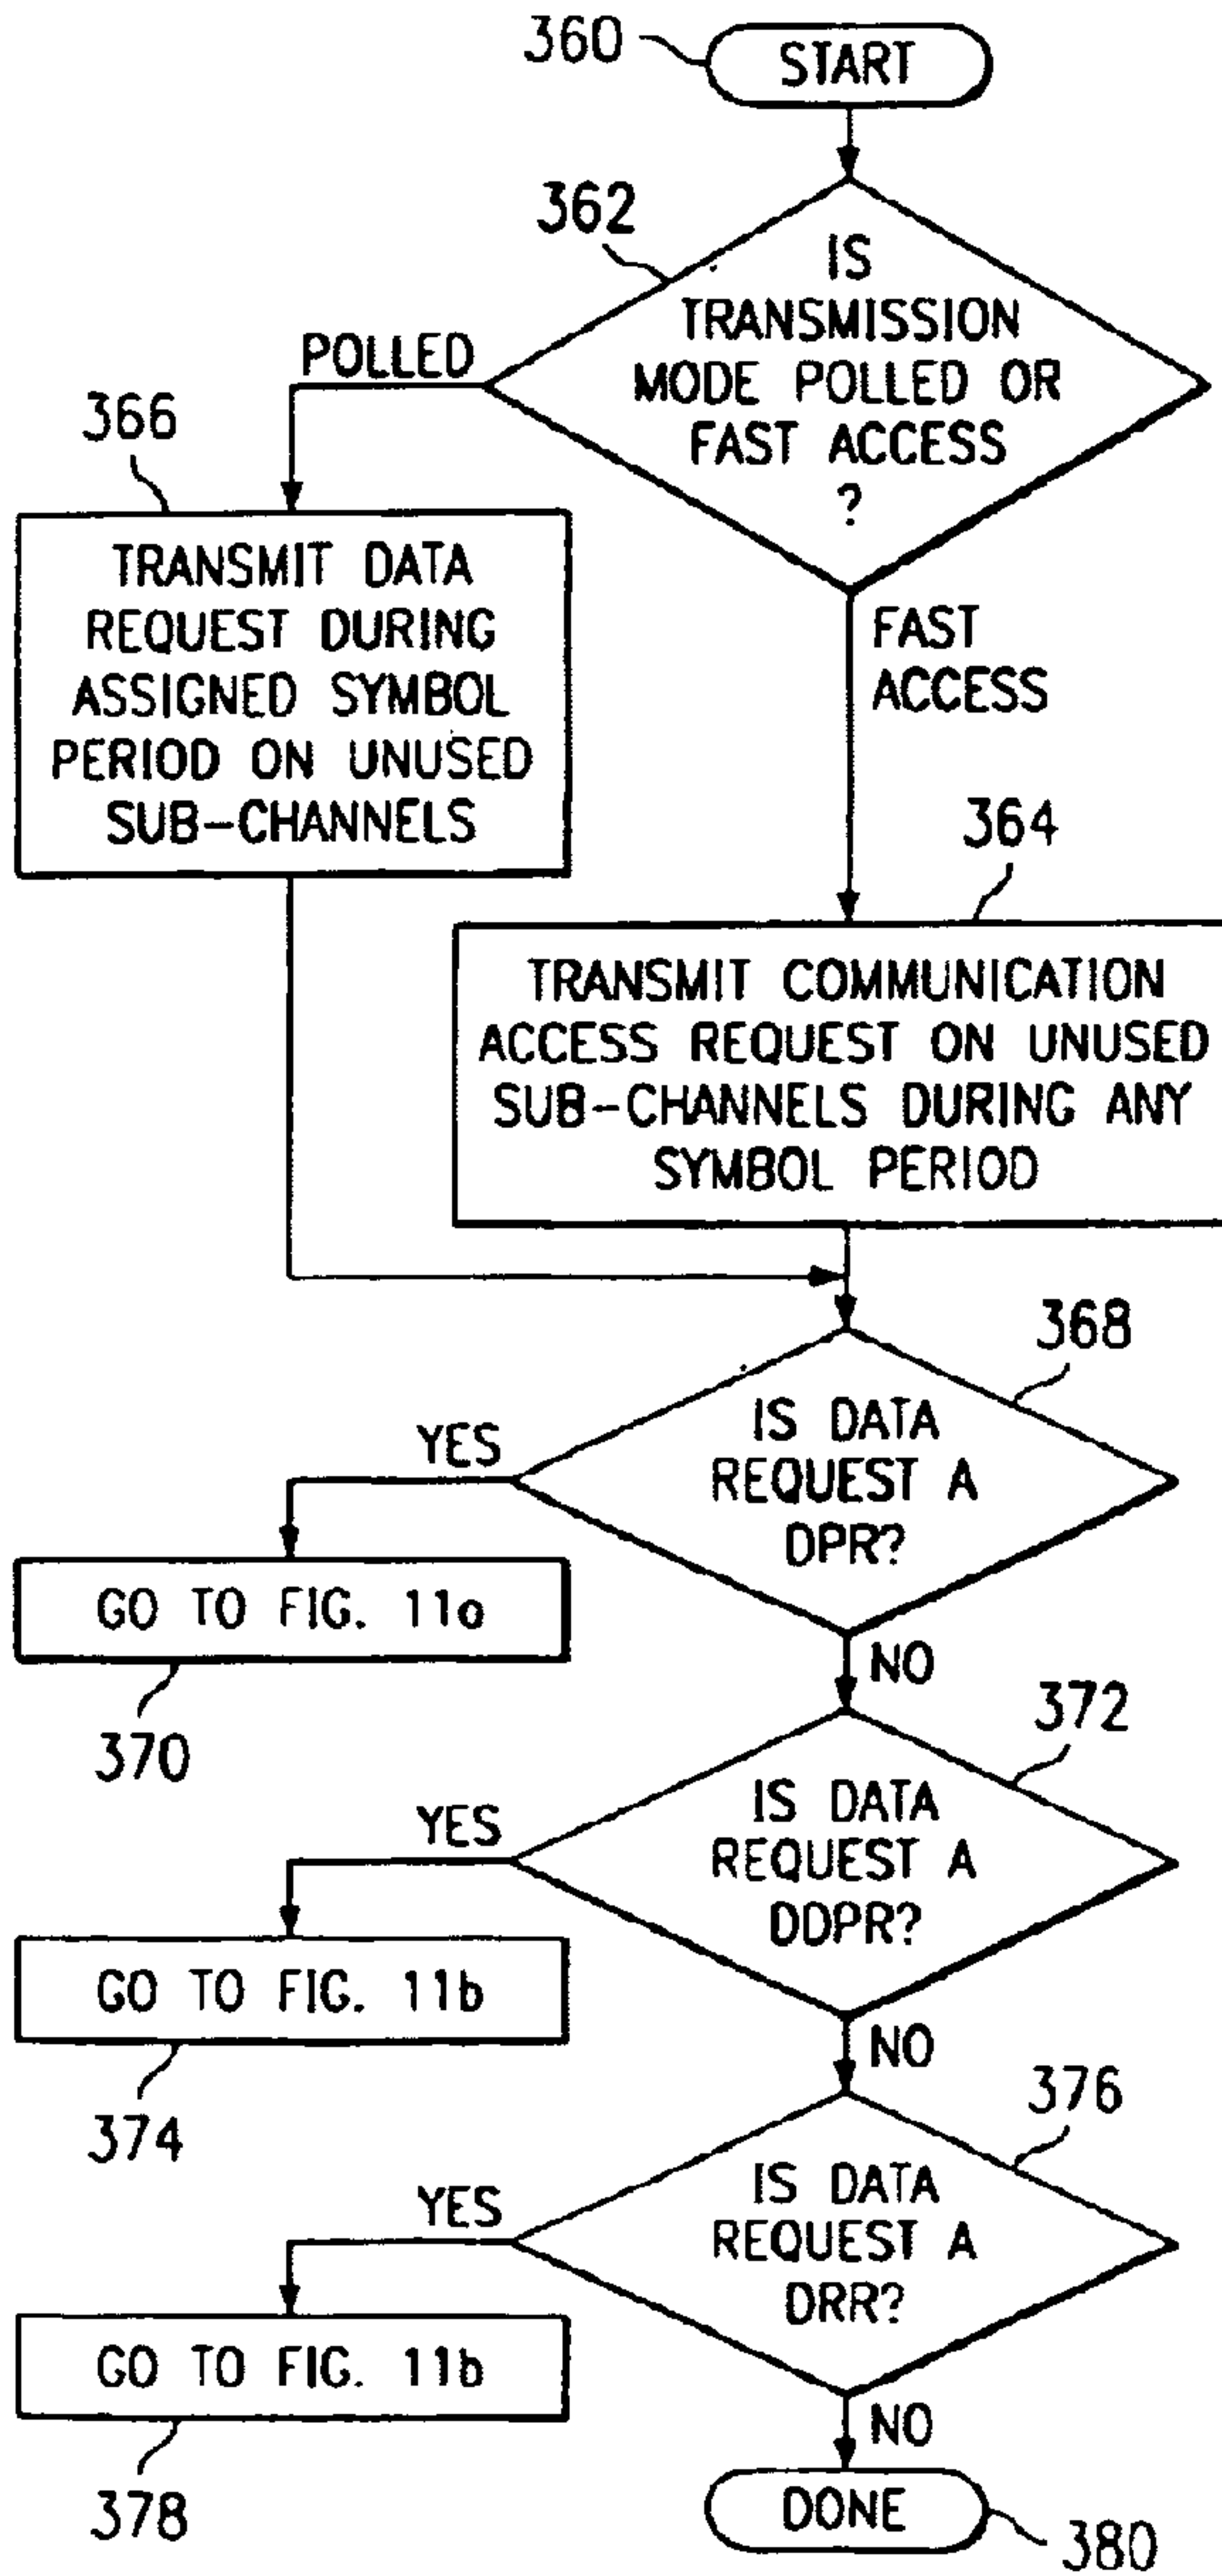 360
START
362
IS
TRANSMISSION
MODE POLLED OR
FAST ACCESS
?
POLLED
366
TRANSMIT DATA
REQUEST DURING
ASSIGNED SYMBOL
PERIOD ON UNUSED
SUB-CHANNELS
FAST
ACCESS
364
TRANSMIT COMMUNICATION
ACCESS REQUEST ON UNUSED
SUB-CHANNELS DURING ANY
SYMBOL PERIOD
368
IS DATA
REQUEST A
DPR?
YES
GO TO FIG. 11a
370
NO
372
IS DATA
REQUEST A
DDPR?
YES
GO TO FIG. 11b
374
NO
376
IS DATA
REQUEST A
DRR?
YES
GO TO FIG. 11b
378
NO
DONE
380